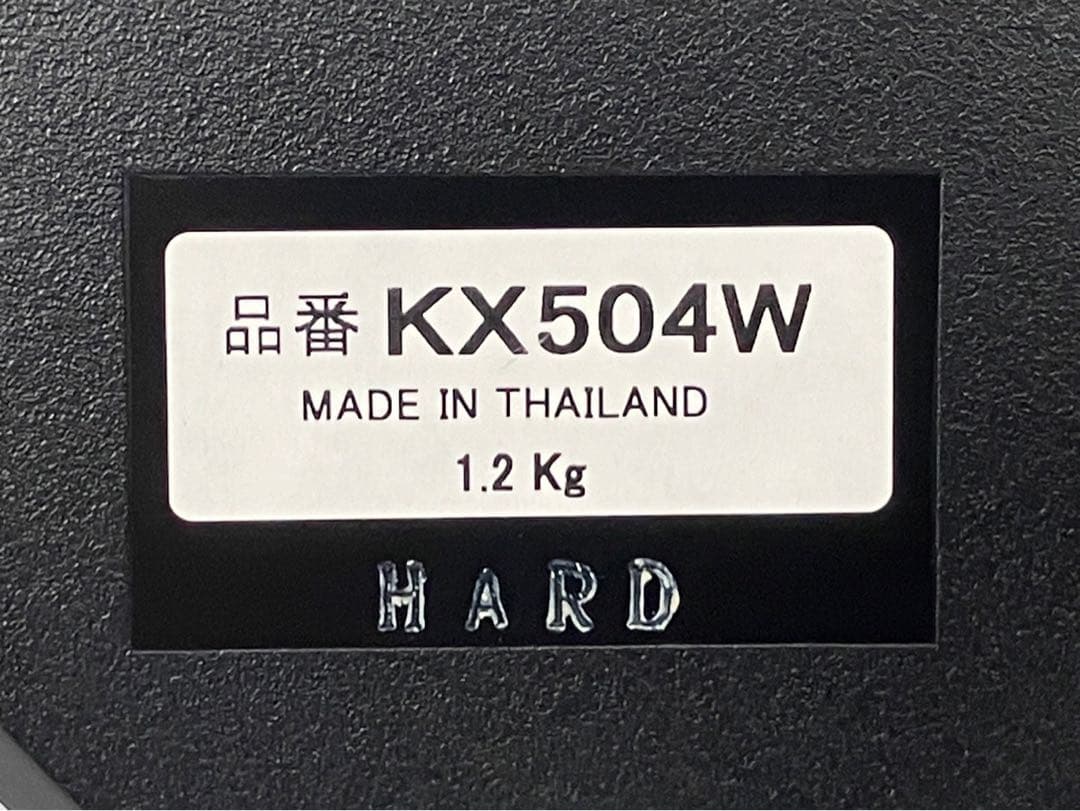 品番 KX504W
MADE IN THAILAND
1.2 Kg
HARD